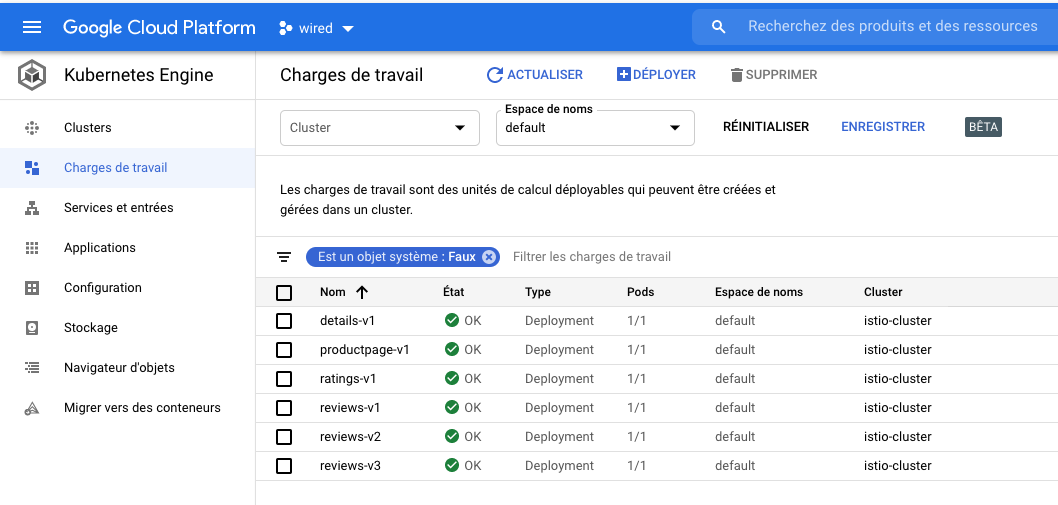 Google Cloud Platform
wired
Recherchez des produits et des ressources
Kubernetes Engine
Clusters
Charges de travail
Services et entrées
Applications
Configuration
Stockage
Navigateur d'objets
Migrer vers des conteneurs
Charges de travail ACTUALISER DÉPLOYER SUPPRIMER
Cluster
Espace de noms
default
RÉINITIALISER ENREGISTRER BÊTA
Les charges de travail sont des unités de calcul déployables qui peuvent être créées et
gérées dans un cluster.
Est un objet système : Faux Filtrer les charges de travail
Nom État Type Pods Espace de noms Cluster
details-v1 OK Deployment 1/1 default istio-cluster
productpage-v1 OK Deployment 1/1 default istio-cluster
ratings-v1 OK Deployment 1/1 default istio-cluster
reviews-v1 OK Deployment 1/1 default istio-cluster
reviews-v2 OK Deployment 1/1 default istio-cluster
reviews-v3 OK Deployment 1/1 default istio-cluster